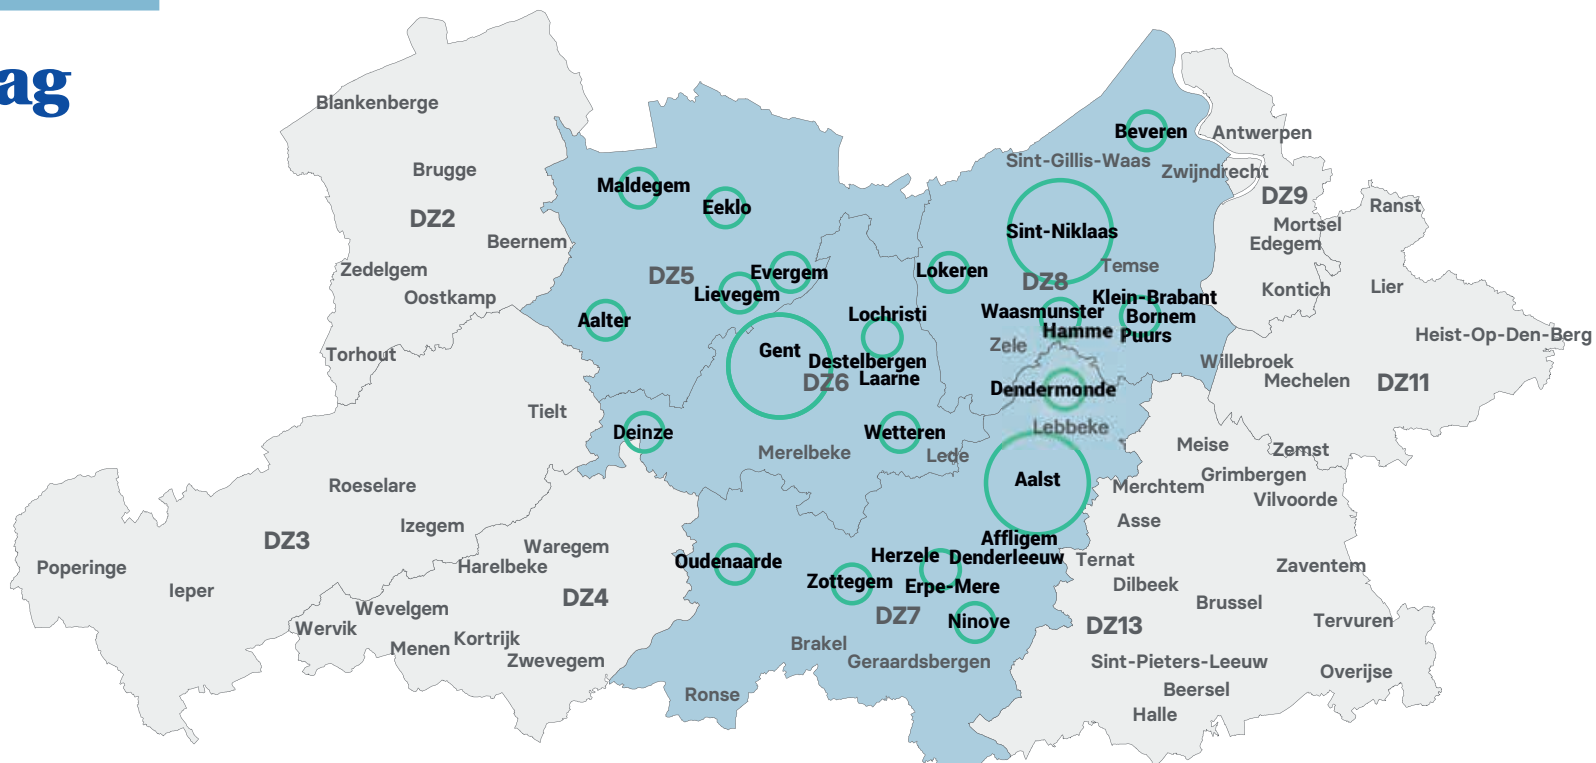 ag
Blankenberge
Brugge
DZ2
Beernem
Zedelgem
Oostkamp
Torhout
Tielt
Roeselare
Izegem
DZ3
Poperinge
Ieper
Waregem
Harelbeke
DZ4
Wevelgem
Wervik
Menen
Kortrijk
Zwevegem
Maldegem
Eeklo
DZ5
Evergem
Lievegem
Aalter
Lochristi
Gent
Destelbergen
DZ6
Laarne
Deinze
Wetteren
Merelbeke
Lede
Beveren
Sint-Gillis-Waas
Sint-Niklaas
Lokeren
Temse
DZ8
Klein-Brabant
Waasmunster
Bornem
Hamme
Puurs
Zele
Dendermonde
Lebbeke
Aalst
Affligem
Herzele
Denderleeuw
Oudenaarde
Zottegem
Erpe-Mere
DZ7
Ninove
Brakel
Geraardsbergen
Ronse
Antwerpen
Zwijndrecht
DZ9
Mortsel
Edegem
Kontich
Ranst
Lier
Heist-Op-Den-Berg
Willebroek
Mechelen
DZ11
Meise
Zemst
Grimbergen
Merchtem
Vilvoorde
Asse
Ternat
Zaventem
Dilbeek
Brussel
DZ13
Tervuren
Sint-Pieters-Leeuw
Overijse
Beersel
Halle